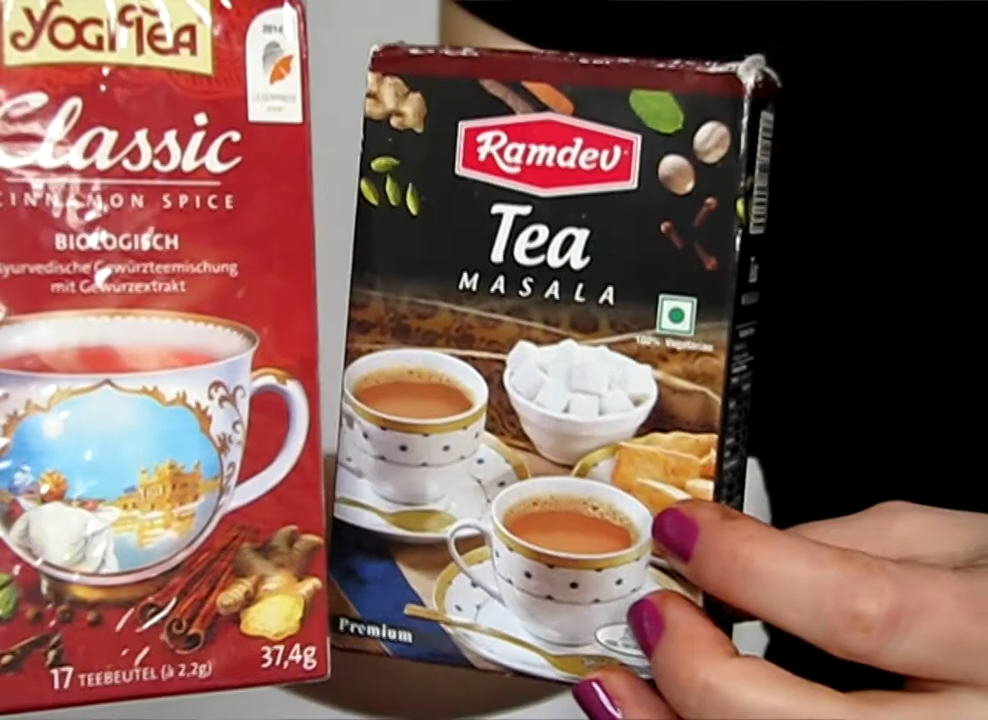 YOGI TEA
2014
Classic
CINNAMON SPICE
BIOLOGISCH
ayurvedische Gewürzteemischung
mit Gewürzextrakt
17 TEEBEUTEL (à 2,2g)
37,4g
Ramdev
Tea
MASALA
100% Vegetarian
Premium